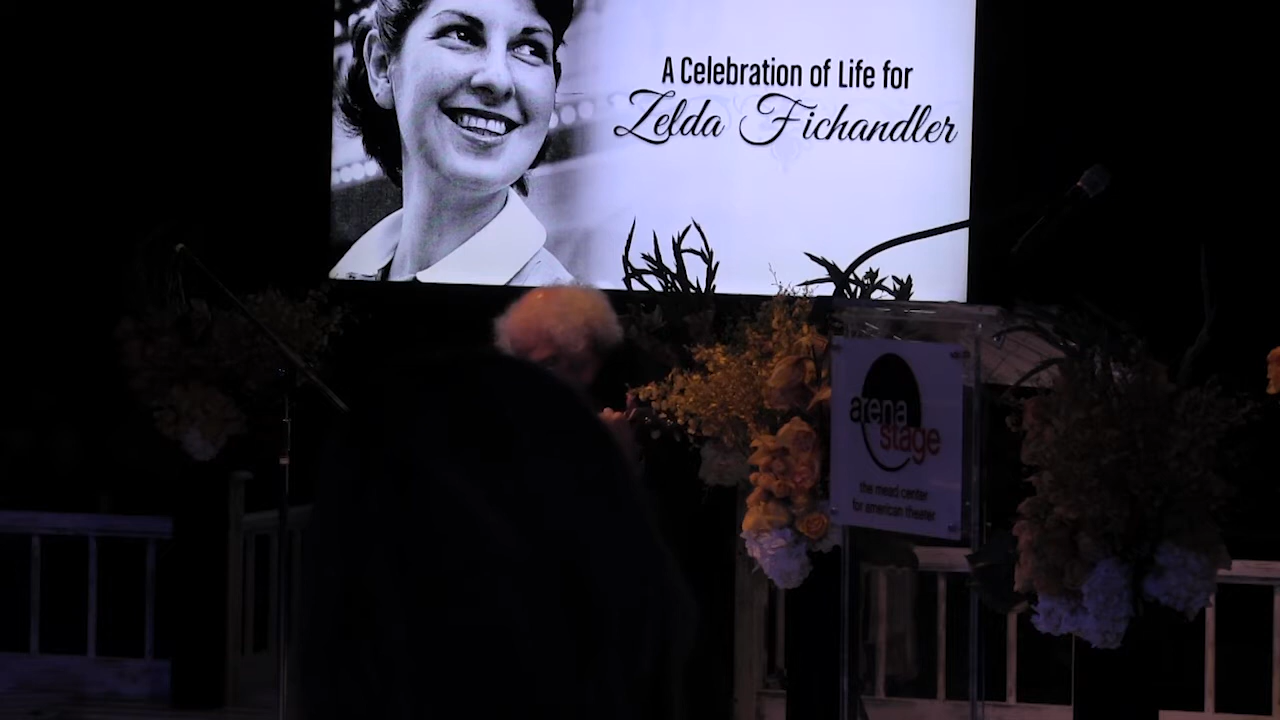 A Celebration of Life for
Zelda Fichandler
arena
stage
the mead center
for american theater